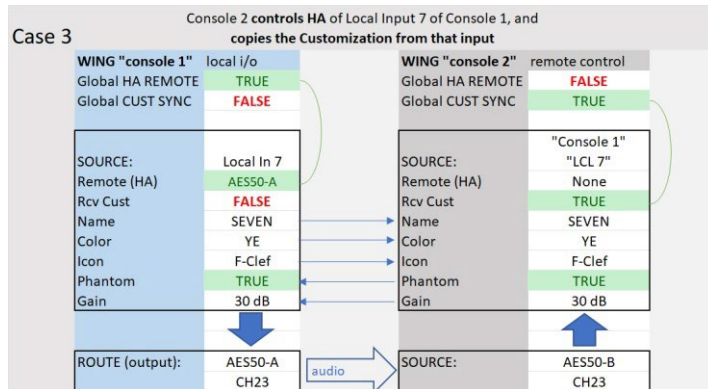 Console 2 controls HA of Local Input 7 of Console 1, and
Case 3 copies the Customization from that input
WING "console 1" local i/o WING "console 2" remote control
Global HA REMOTE TRUE Global HA REMOTE FALSE
Global CUST SYNC FALSE Global CUST SYNC TRUE
"Console 1"
SOURCE: Local In 7 SOURCE: "LCL 7"
Remote (HA) AES50-A Remote (HA) None
Rcv Cust FALSE Rcv Cust TRUE
Name SEVEN Name SEVEN
Color YE Color YE
Icon F-Clef Icon F-Clef
Phantom TRUE Phantom TRUE
Gain 30 dB Gain 30 dB
ROUTE (output): AES50-A audio SOURCE: AES50-B
CH23 CH23